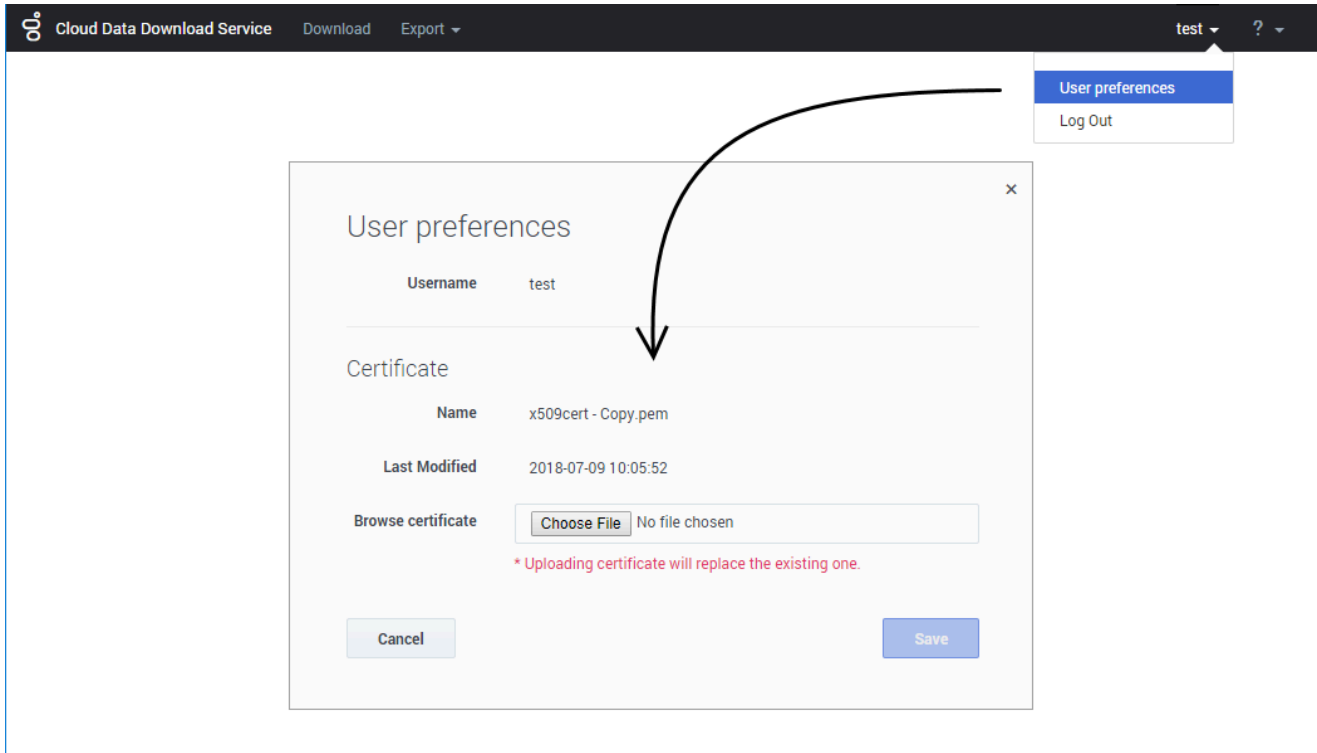 Cloud Data Download Service Download Export test ?
User preferences
Log Out
×
User preferences
Username test
Certificate
Name x509cert - Copy.pem
Last Modified 2018-07-09 10:05:52
Browse certificate Choose File No file chosen
* Uploading certificate will replace the existing one.
Cancel Save